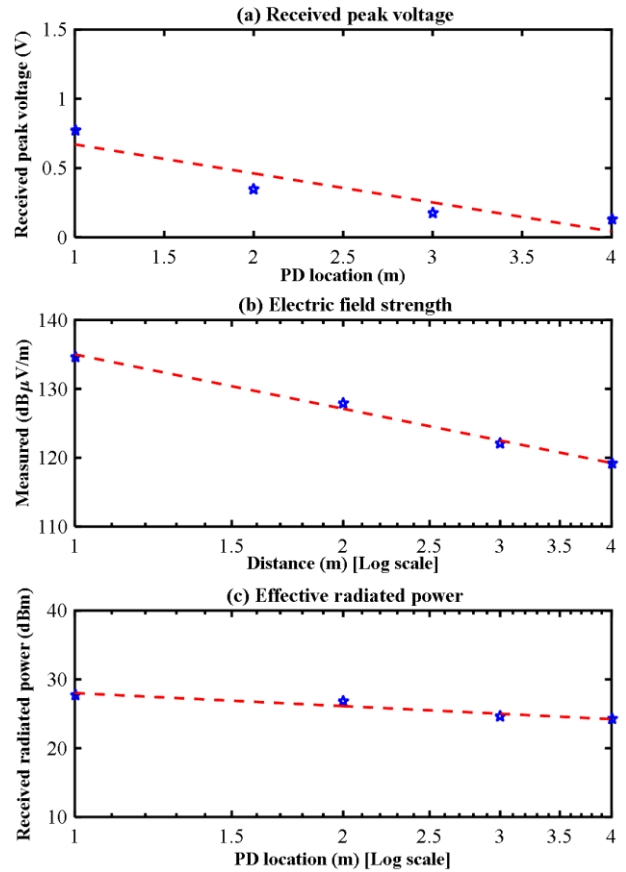 (a) Received peak voltage
Received peak voltage (V)
1.5
1
0.5
0
1 1.5 2 2.5 3 3.5 4
PD location (m)
(b) Electric field strength
Measured (dBμV/m)
140
130
120
110
1 1.5 2 2.5 3 3.5 4
Distance (m) [Log scale]
(c) Effective radiated power
Received radiated power (dBm)
40
30
20
10
1 1.5 2 2.5 3 3.5 4
PD location (m) [Log scale]